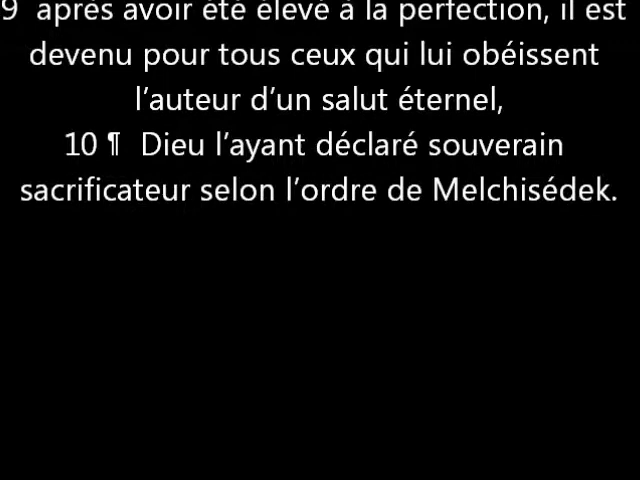 9 après avoir été élevé à la perfection, il est
devenu pour tous ceux qui lui obéissent
l’auteur d’un salut éternel,
10 ¶ Dieu l’ayant déclaré souverain
sacrificateur selon l’ordre de Melchisédek.